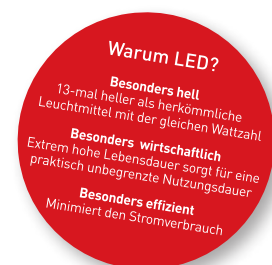 Warum LED?
Besonders hell
13-mal heller als herkömmliche
Leuchtmittel mit der gleichen Wattzahl
Besonders wirtschaftlich
Extrem hohe Lebensdauer sorgt für eine
praktisch unbegrenzte Nutzungsdauer
Besonders effizient
Minimiert den Stromverbrauch